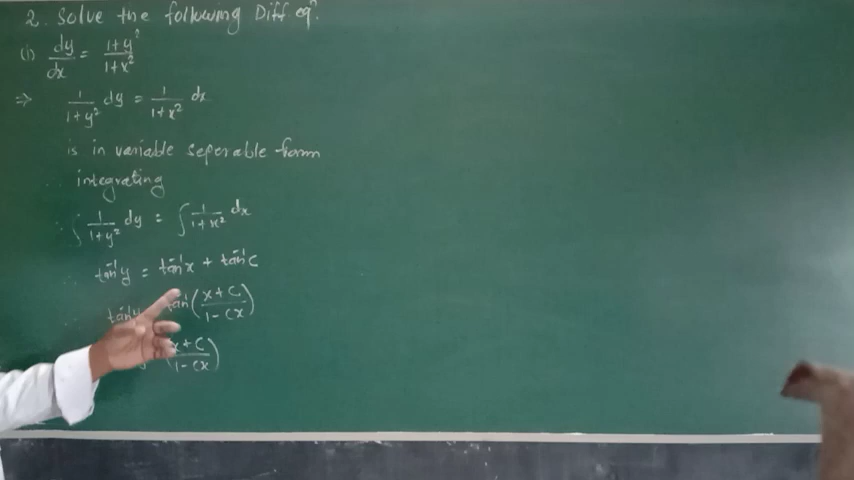 2. Solve the following Diff. eqⁿ.
(i) dy/dx = 1+y²/1+x²
⇒ 1/1+y² dy = 1/1+x² dx
is in variable seperable form
∴ integrating
∴ ∫ 1/1+y² dy = ∫ 1/1+x² dx
∴ tan⁻¹y = tan⁻¹x + tan⁻¹C
∴ tan⁻¹y tan⁻¹(x+C/1-Cx)
(x+C/1-Cx)